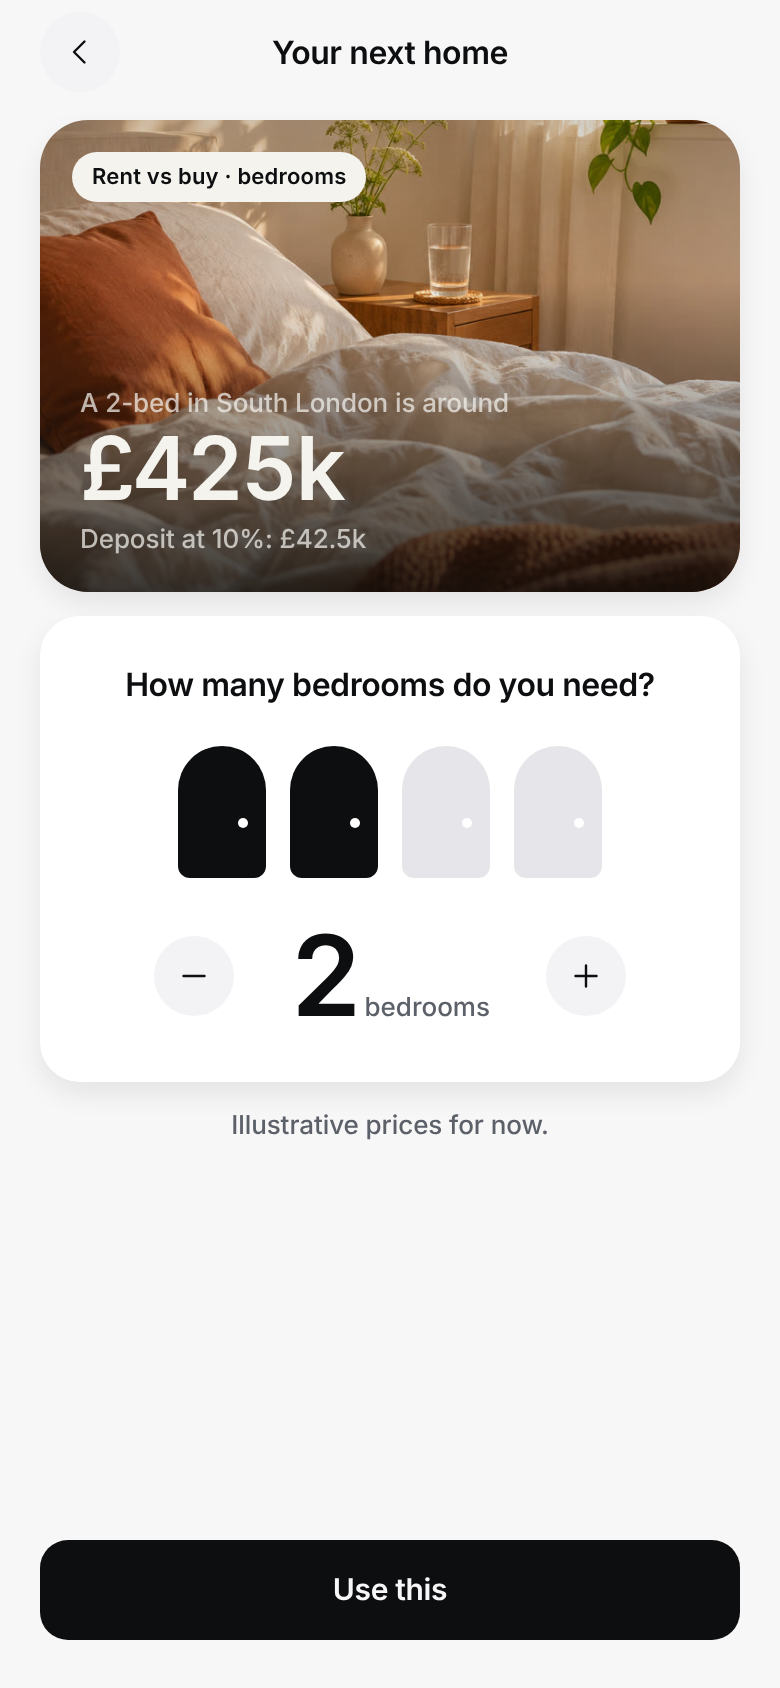 Your next home
Rent vs buy · bedrooms
A 2-bed in South London is around
£425k
Deposit at 10%: £42.5k
How many bedrooms do you need?
2 bedrooms
Illustrative prices for now.
Use this